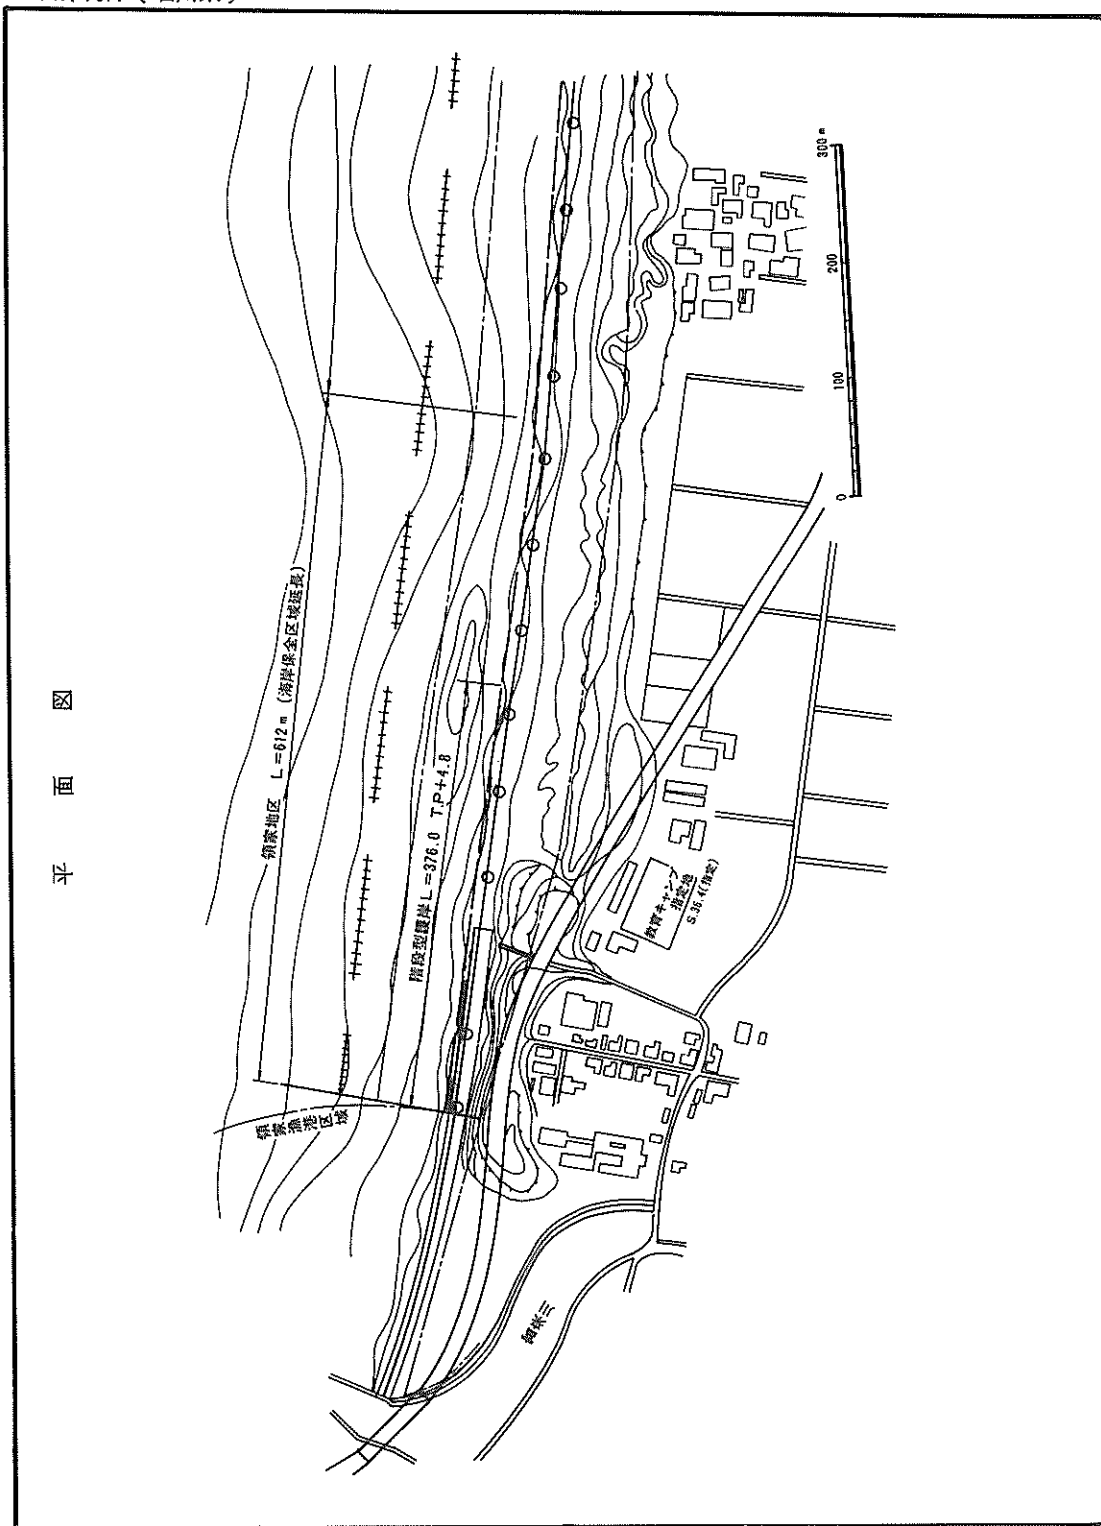 平面図
領家地区 L=612m (海岸保全区域延長)
階段型護岸 L=376.0 T.P+4.8
領家漁港区域
教育キャンプ
指定地
S.36.4(指定)
0 100 200 300m